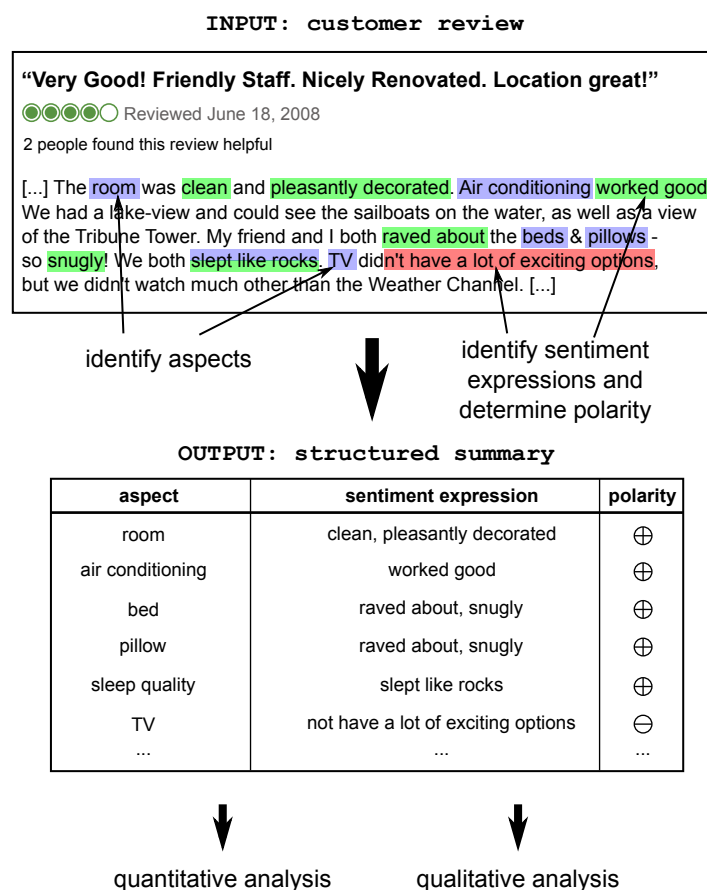 INPUT: customer review
“Very Good! Friendly Staff. Nicely Renovated. Location great!”
Reviewed June 18, 2008
2 people found this review helpful
[...] The room was clean and pleasantly decorated. Air conditioning worked good
We had a lake-view and could see the sailboats on the water, as well as a view
of the Tribune Tower. My friend and I both raved about the beds & pillows -
so snugly! We both slept like rocks. TV didn't have a lot of exciting options,
but we didn't watch much other than the Weather Channel. [...]
identify aspects
identify sentiment
expressions and
determine polarity
OUTPUT: structured summary
aspect sentiment expression polarity
room clean, pleasantly decorated ⊕
air conditioning worked good ⊕
bed raved about, snugly ⊕
pillow raved about, snugly ⊕
sleep quality slept like rocks ⊕
TV not have a lot of exciting options ⊖
... ... ...
quantitative analysis qualitative analysis